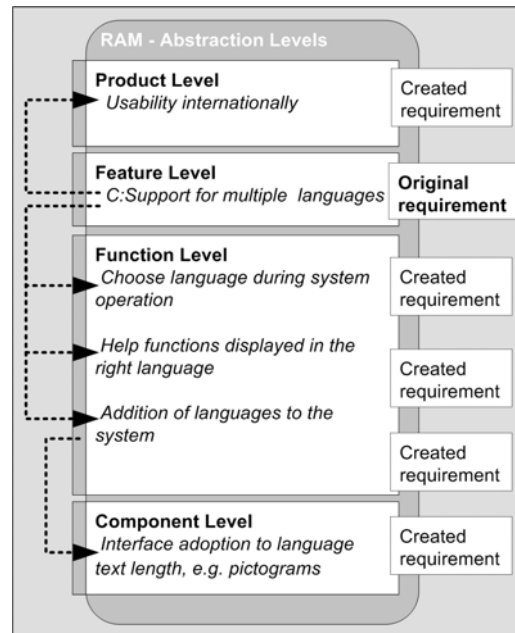 RAM - Abstraction Levels
Product Level
Usability internationally
Created
requirement
Feature Level
C:Support for multiple languages
Original
requirement
Function Level
Choose language during system
operation
Created
requirement
Help functions displayed in the
right language
Created
requirement
Addition of languages to the
system
Created
requirement
Component Level
Interface adoption to language
text length, e.g. pictograms
Created
requirement